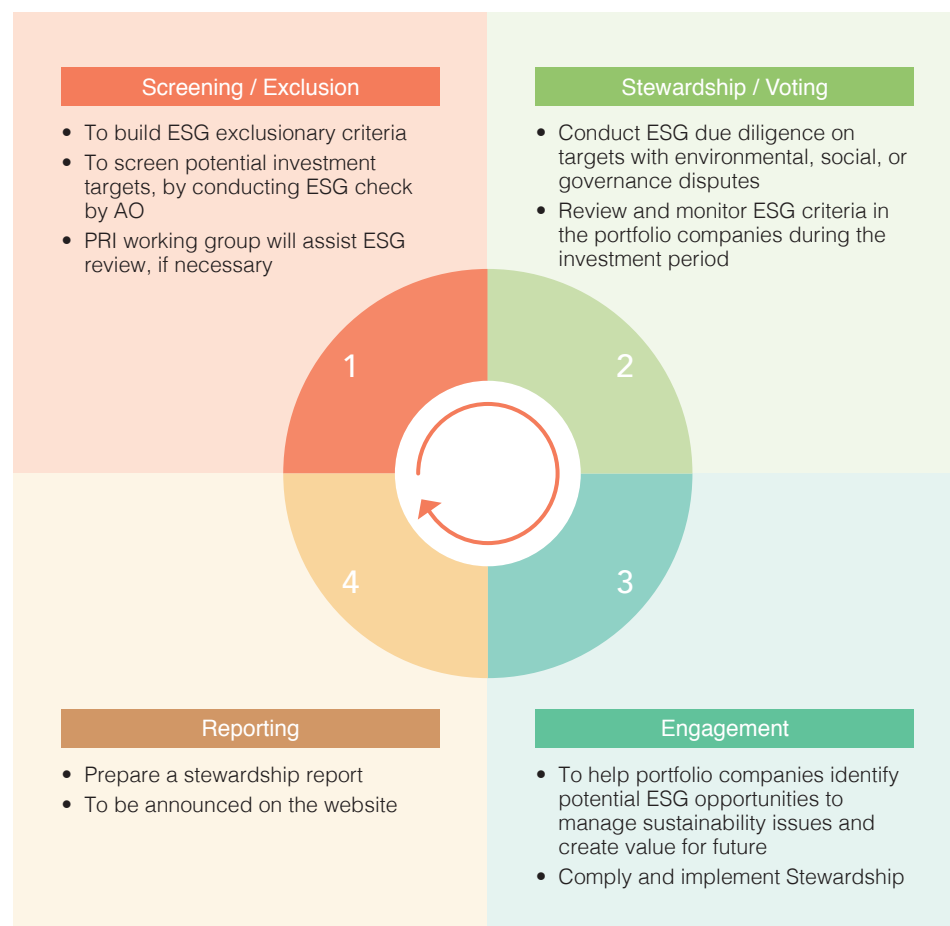 Screening / Exclusion
• To build ESG exclusionary criteria
• To screen potential investment
targets, by conducting ESG check
by AO
• PRI working group will assist ESG
review, if necessary
Stewardship / Voting
• Conduct ESG due diligence on
targets with environmental, social, or
governance disputes
• Review and monitor ESG criteria in
the portfolio companies during the
investment period
1
2
4
3
Reporting
• Prepare a stewardship report
• To be announced on the website
Engagement
• To help portfolio companies identify
potential ESG opportunities to
manage sustainability issues and
create value for future
• Comply and implement Stewardship